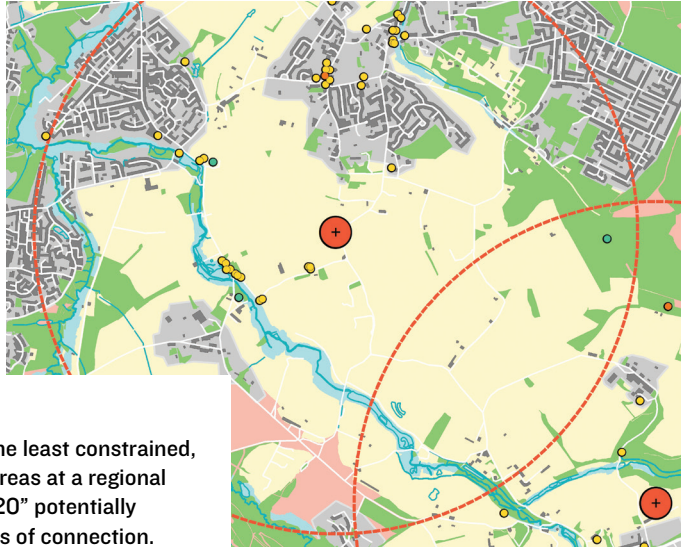 he least constrained,
reas at a regional
20” potentially
s of connection.